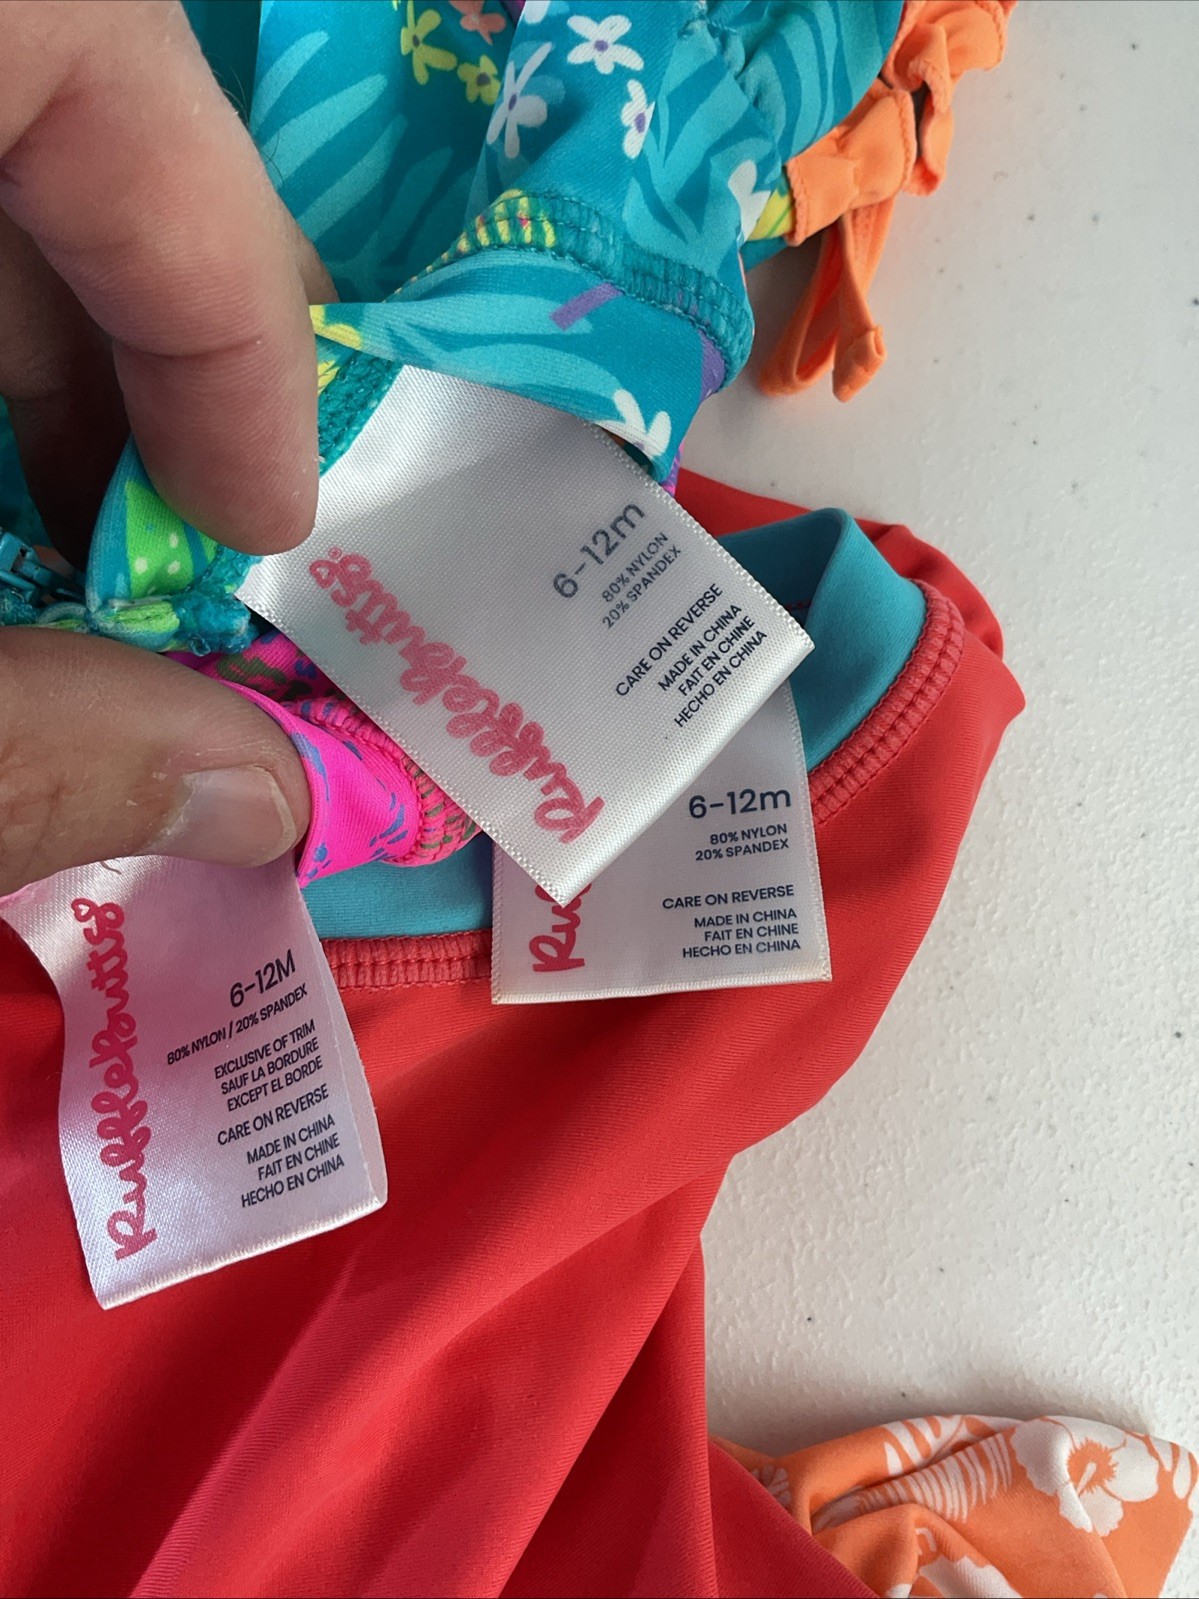 RuffleButts®
6-12m
80% NYLON
20% SPANDEX
CARE ON REVERSE
MADE IN CHINA
FAIT EN CHINE
HECHO EN CHINA
6-12m
80% NYLON
20% SPANDEX
CARE ON REVERSE
MADE IN CHINA
FAIT EN CHINE
HECHO EN CHINA
RuffleButts
6-12M
80% NYLON / 20% SPANDEX
EXCLUSIVE OF TRIM
SAUF LA BORDURE
EXCEPT EL BORDE
CARE ON REVERSE
MADE IN CHINA
FAIT EN CHINE
HECHO EN CHINA